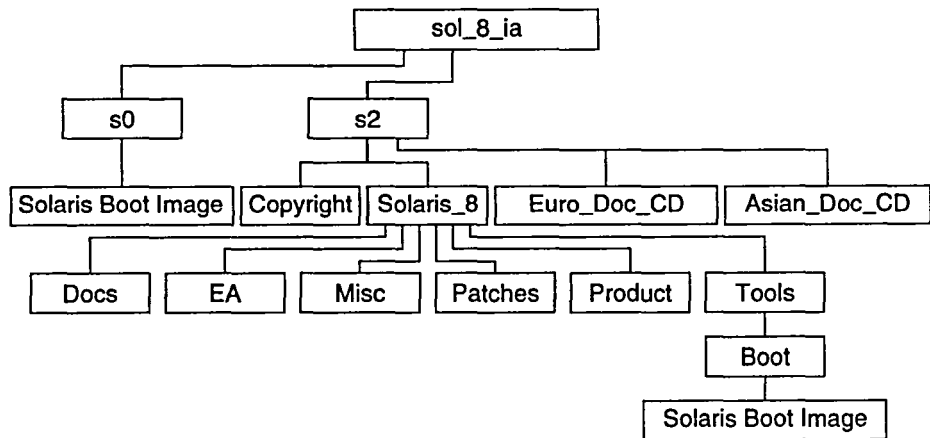 sol_8_ia
s0
s2
Solaris Boot Image
Copyright
Solaris_8
Euro_Doc_CD
Asian_Doc_CD
Docs
EA
Misc
Patches
Product
Tools
Boot
Solaris Boot Image